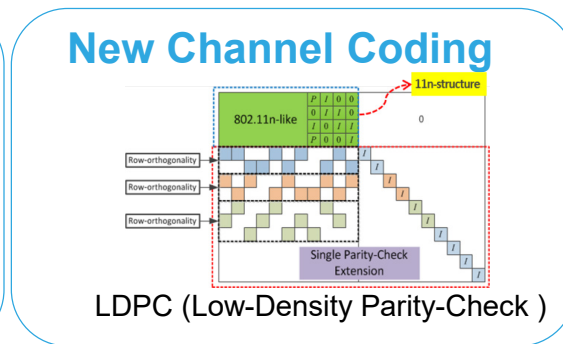 New Channel Coding
11n-structure
802.11n-like
P I 0 0
0 I I 0
I 0 I I
P 0 0 I
0
Row-orthogonality
Row-orthogonality
Row-orthogonality
I
I
I
I
I
I
I
I
I
I
Single Parity-Check
Extension
LDPC (Low-Density Parity-Check )